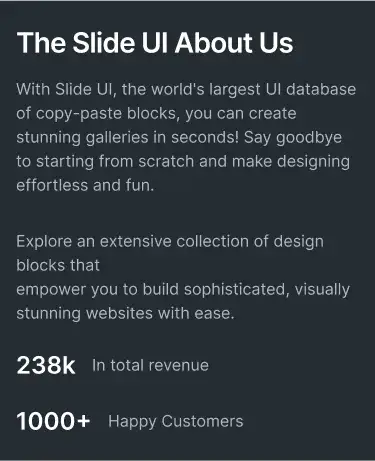 The Slide UI About Us
With Slide UI, the world's largest UI database
of copy-paste blocks, you can create
stunning galleries in seconds! Say goodbye
to starting from scratch and make designing
effortless and fun.
Explore an extensive collection of design
blocks that
empower you to build sophisticated, visually
stunning websites with ease.
238k In total revenue
1000+ Happy Customers